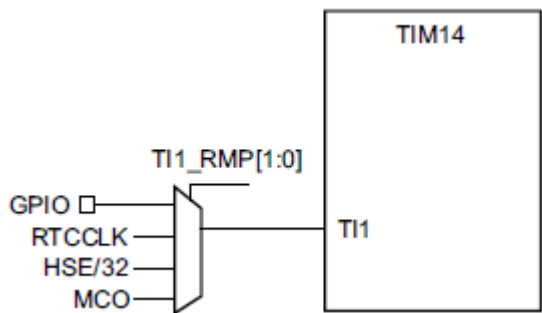 TIM14
TI1_RMP[1:0]
GPIO
RTCCLK
TI1
HSE/32
MCO